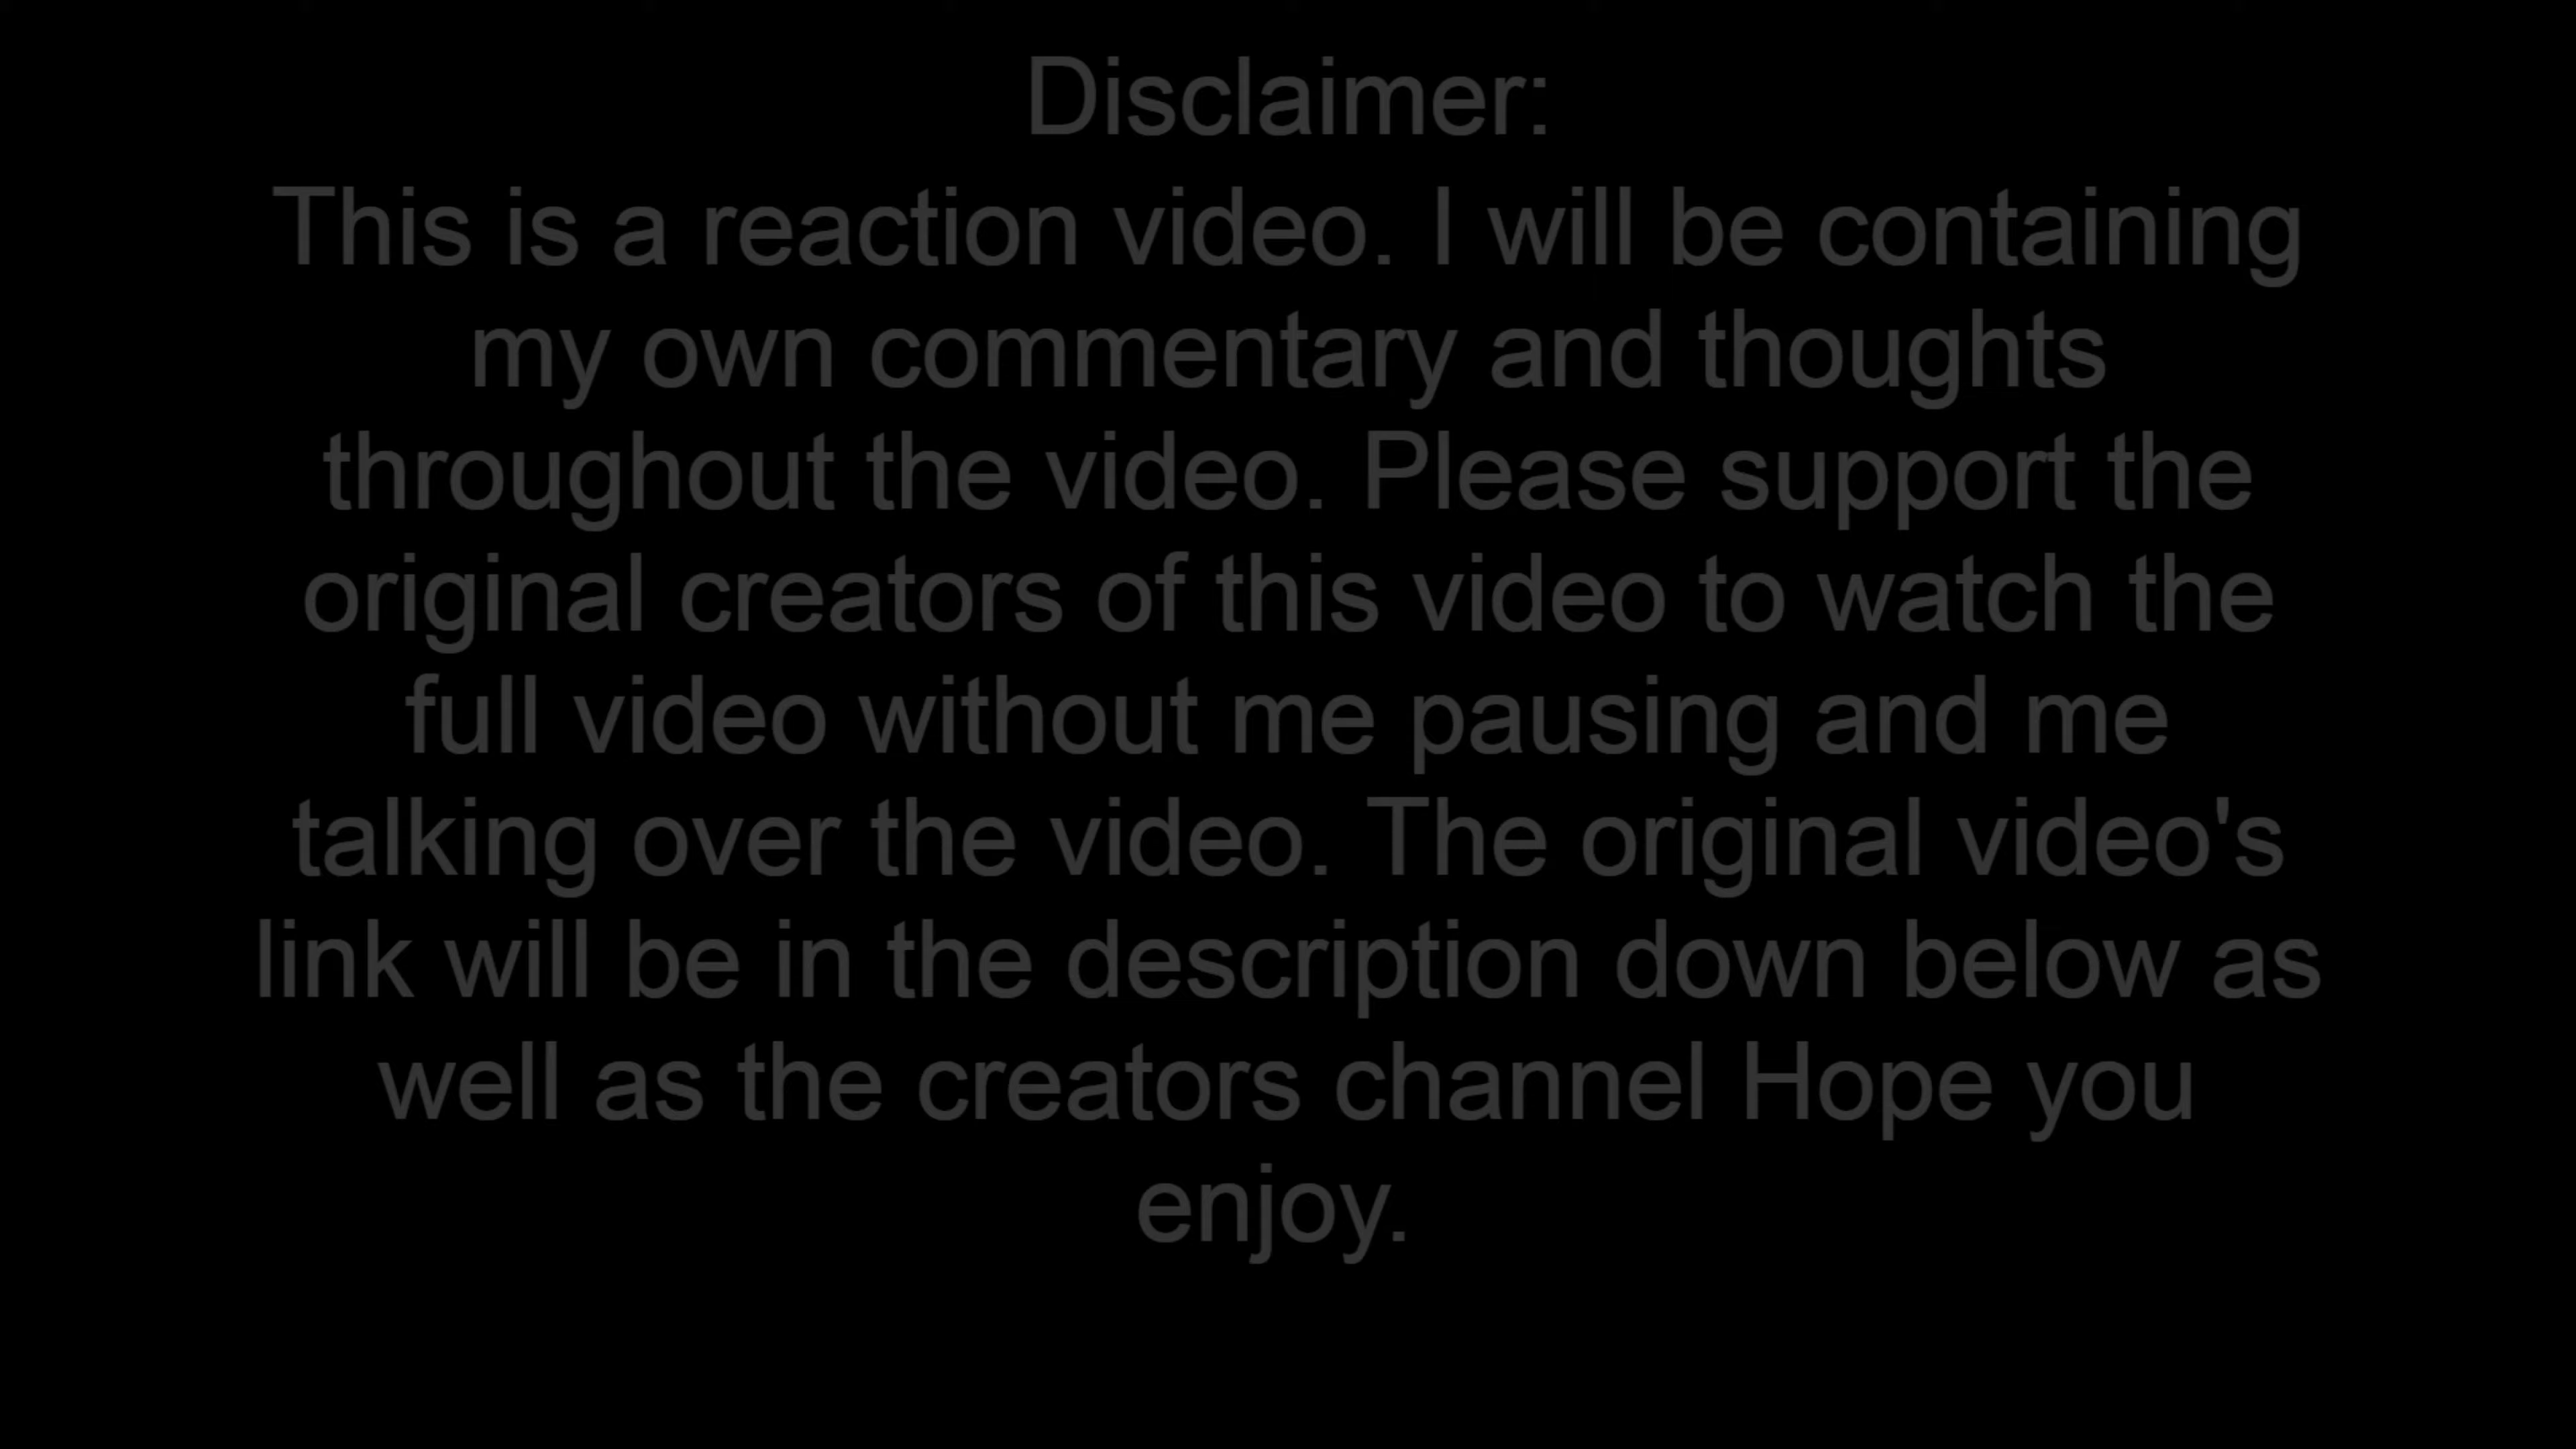 Disclaimer:
This is a reaction video. I will be containing
my own commentary and thoughts
throughout the video. Please support the
original creators of this video to watch the
full video without me pausing and me
talking over the video. The original video's
link will be in the description down below as
well as the creators channel Hope you
enjoy.